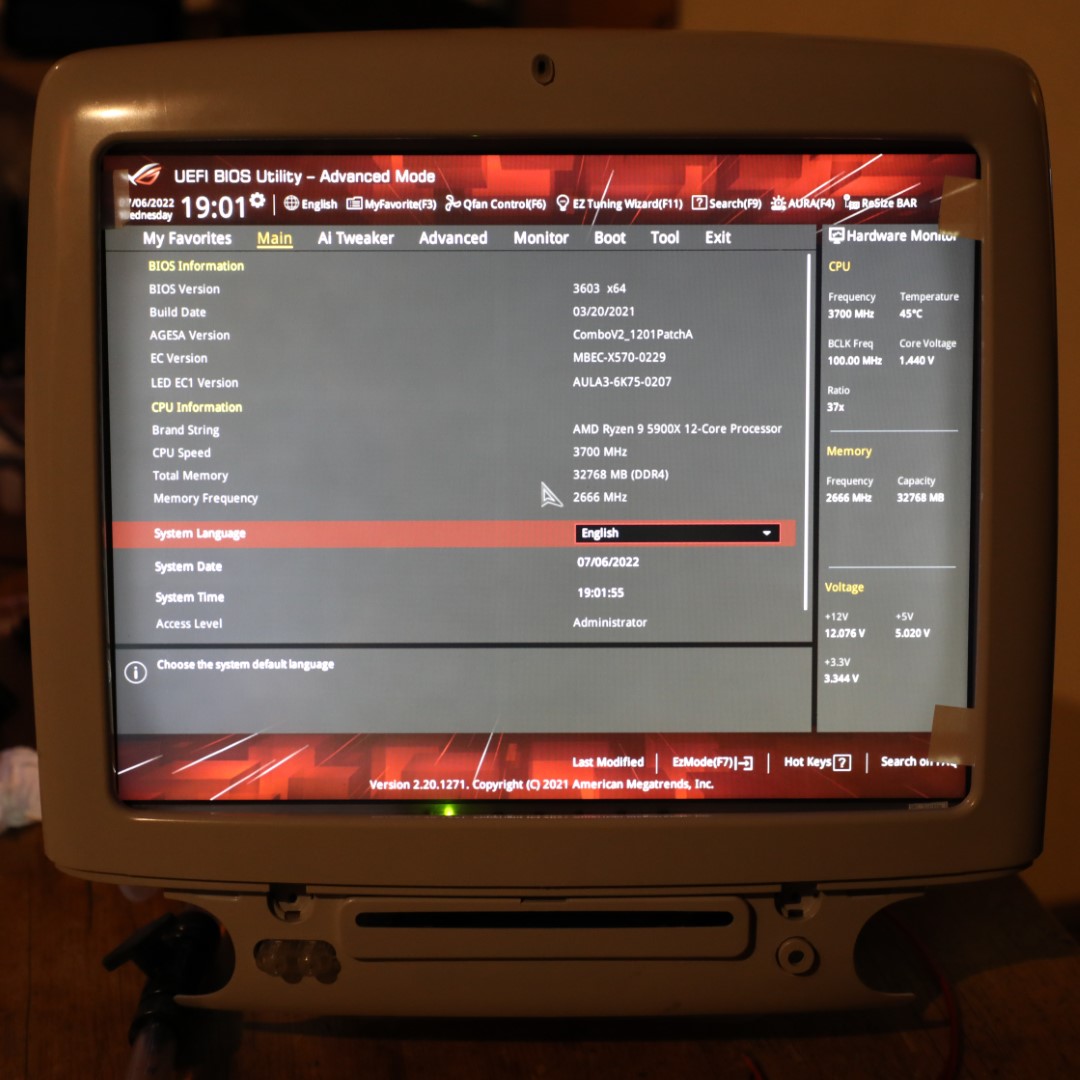 UEFI BIOS Utility – Advanced Mode
/06/2022
ednesday
19:01
English
MyFavorite(F3)
Qfan Control(F6)
EZ Tuning Wizard(F11)
Search(F9)
AURA(F4)
ReSize BAR
My Favorites Main Ai Tweaker Advanced Monitor Boot Tool Exit
BIOS Information
BIOS Version 3603 x64
Build Date 03/20/2021
AGESA Version ComboV2_1201PatchA
EC Version MBEC-X570-0229
LED EC1 Version AULA3-6K75-0207
CPU Information
Brand String AMD Ryzen 9 5900X 12-Core Processor
CPU Speed 3700 MHz
Total Memory 32768 MB (DDR4)
Memory Frequency 2666 MHz
System Language English
System Date 07/06/2022
System Time 19:01:55
Access Level Administrator
Choose the system default language
Hardware Monitor
CPU
Frequency Temperature
3700 MHz 45°C
BCLK Freq Core Voltage
100.00 MHz 1.440 V
Ratio
37x
Memory
Frequency Capacity
2666 MHz 32768 MB
Voltage
+12V +5V
12.076 V 5.020 V
+3.3V
3.344 V
Last Modified
EzMode(F7)
Hot Keys ?
Search on FAQ
Version 2.20.1271. Copyright (C) 2021 American Megatrends, Inc.